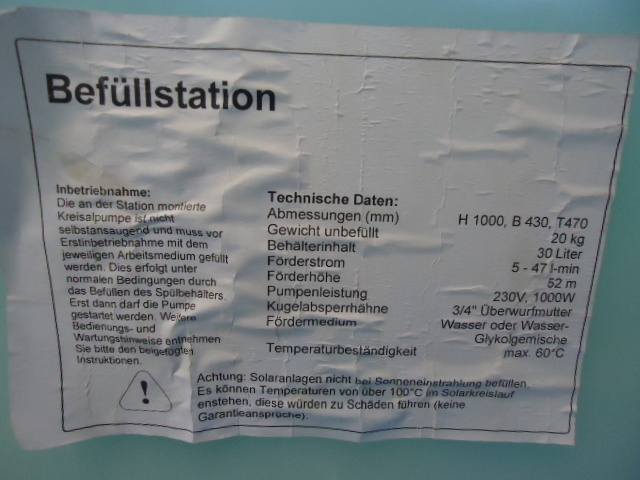 Befüllstation
Inbetriebnahme:
Die an der Station montierte
Kreisalpumpe ist nicht
selbstansaugend und muss vor
Erstinbetriebnahme mit dem
jeweiligen Arbeitsmedium gefüllt
werden. Dies erfolgt unter
normalen Bedingungen durch
das Befüllen des Spülbehälters.
Erst dann darf die Pumpe
gestartet werden. Weitere
Bedienungs- und
Wartungshinweise entnehmen
Sie bitte den beigefügten
Instruktionen.
Technische Daten:
Abmessungen (mm) H 1000, B 430, T470
Gewicht unbefüllt 20 kg
Behälterinhalt 30 Liter
Förderstrom 5 - 47 l-min
Förderhöhe 52 m
Pumpenleistung 230V, 1000W
Kugelabsperrhähne 3/4" Überwurfmutter
Fördermedium Wasser oder Wasser-
Glykolgemische
Temperaturbeständigkeit max. 60°C
!
Achtung: Solaranlagen nicht bei Sonneneinstrahlung befüllen.
Es können Temperaturen von über 100°C im Solarkreislauf
enstehen, diese würden zu Schäden führen (keine
Garantieansprüche).